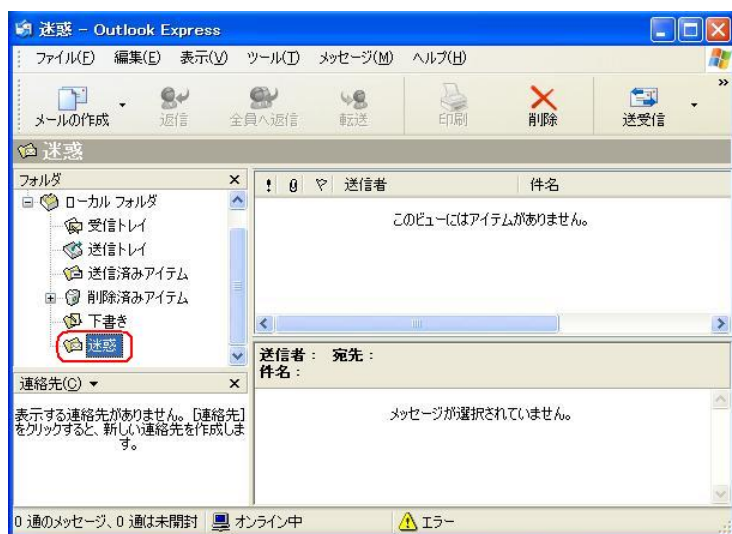 迷惑 - Outlook Express
ファイル(F) 編集(E) 表示(V) ツール(T) メッセージ(M) ヘルプ(H)
メールの作成 返信 全員へ返信 転送 印刷 削除 送受信 »
迷惑
フォルダ ×
ローカル フォルダ
受信トレイ
送信トレイ
送信済みアイテム
削除済みアイテム
下書き
迷惑
連絡先(C) ▼ ×
表示する連絡先がありません。[連絡先]
をクリックすると、新しい連絡先を作成しま
す。
! 送信者 件名
このビューにはアイテムがありません。
送信者: 宛先:
件名:
メッセージが選択されていません。
0 通のメッセージ、0 通は未開封 オンライン中 エラー